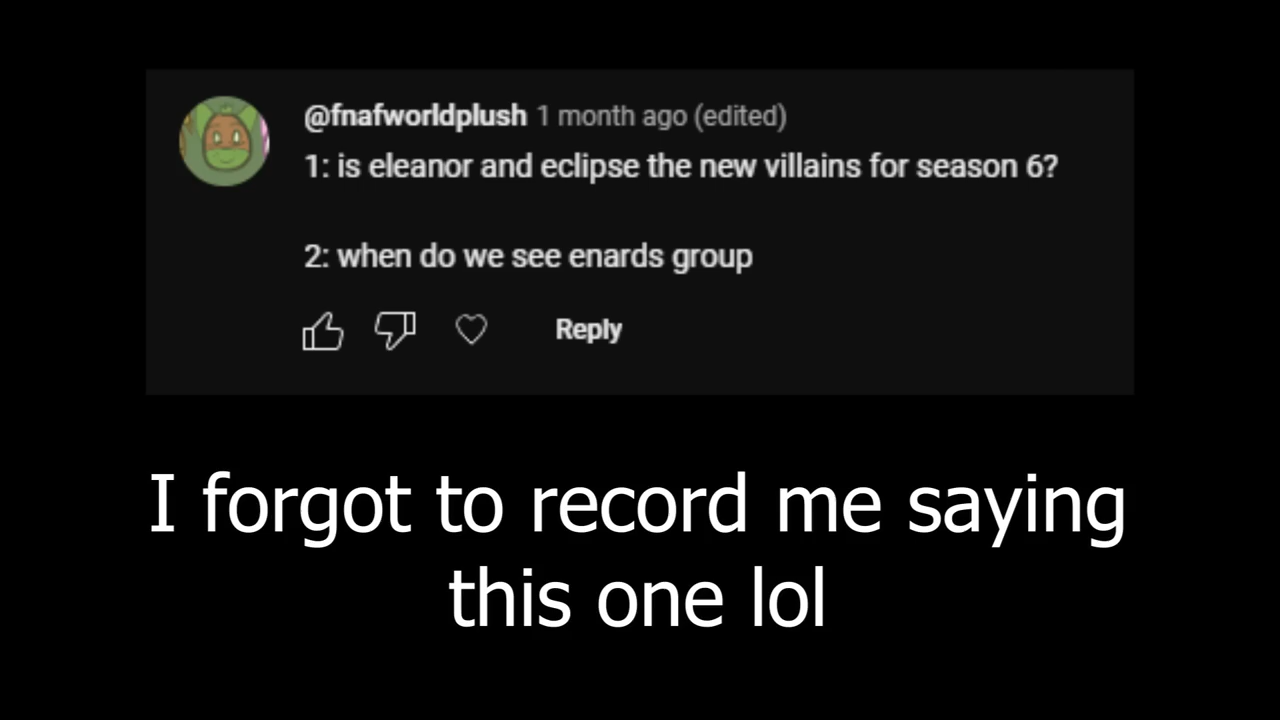 @fnafworldplush 1 month ago (edited)
1: is eleanor and eclipse the new villains for season 6?
2: when do we see enards group
Reply
I forgot to record me saying
this one lol